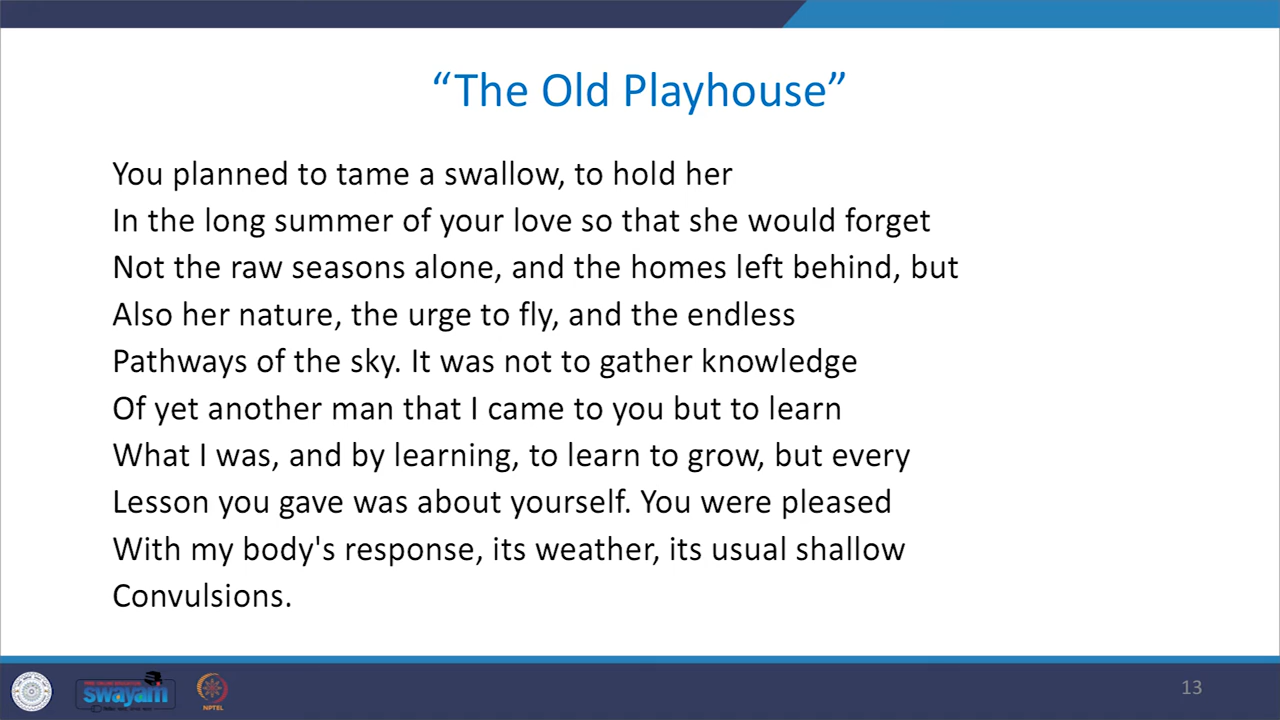 “The Old Playhouse”
You planned to tame a swallow, to hold her
In the long summer of your love so that she would forget
Not the raw seasons alone, and the homes left behind, but
Also her nature, the urge to fly, and the endless
Pathways of the sky. It was not to gather knowledge
Of yet another man that I came to you but to learn
What I was, and by learning, to learn to grow, but every
Lesson you gave was about yourself. You were pleased
With my body's response, its weather, its usual shallow
Convulsions.
swayam
NPTEL
13